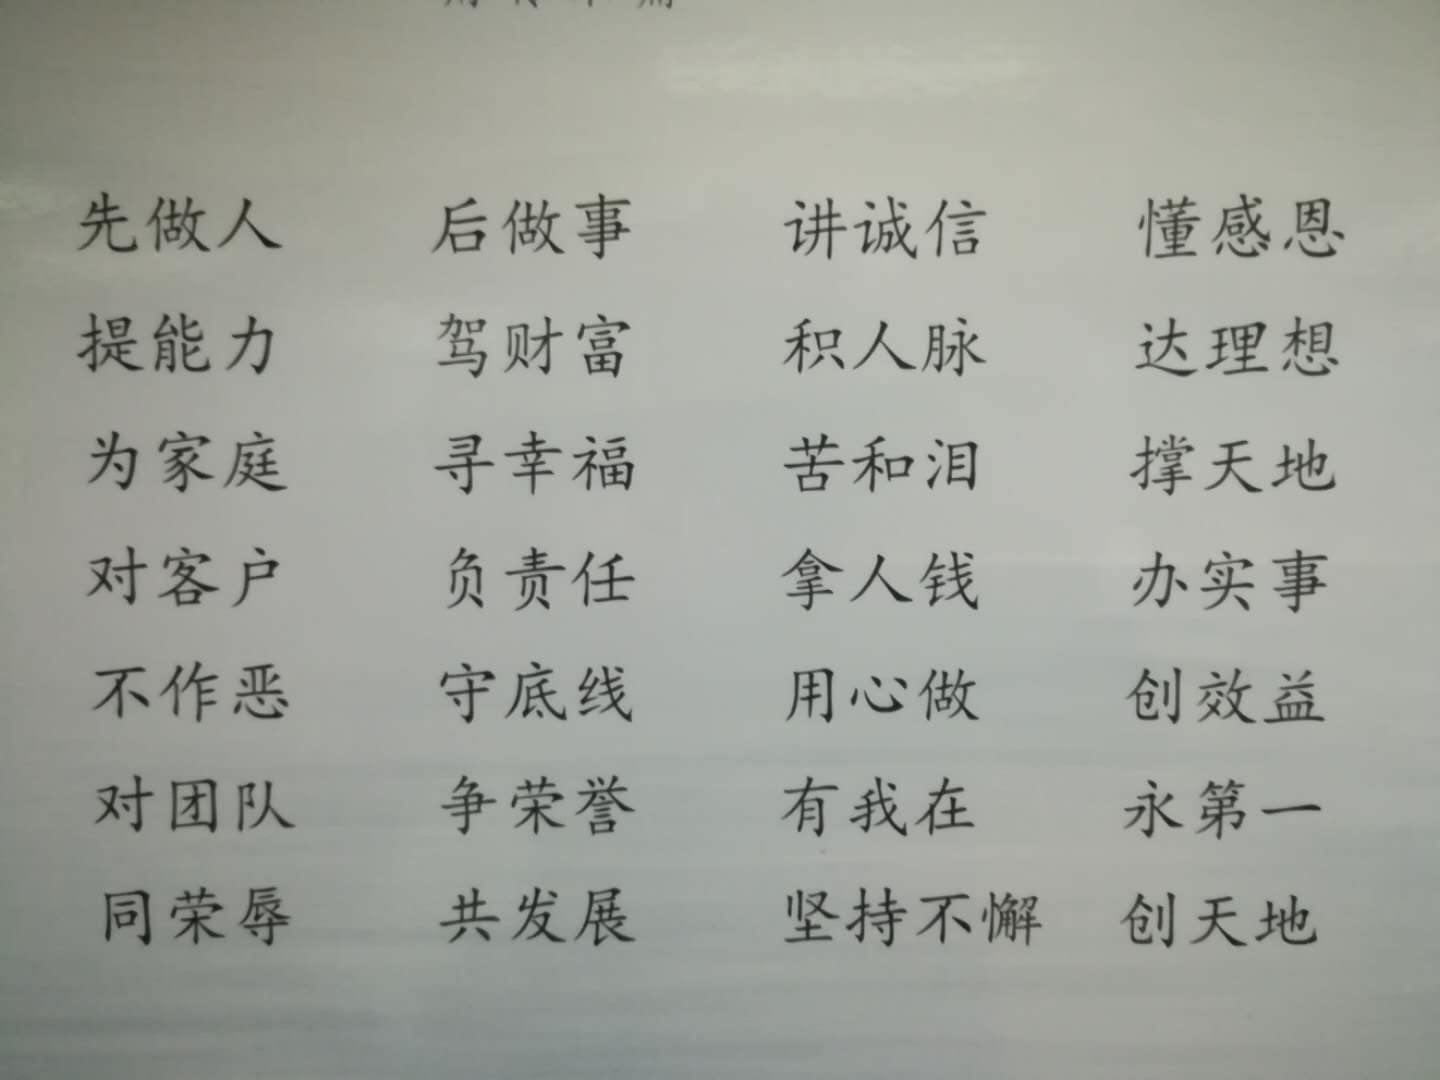 先做人 后做事 讲诚信 懂感恩
提能力 驾财富 积人脉 达理想
为家庭 寻幸福 苦和泪 撑天地
对客户 负责任 拿人钱 办实事
不作恶 守底线 用心做 创效益
对团队 争荣誉 有我在 永第一
同荣辱 共发展 坚持不懈 创天地